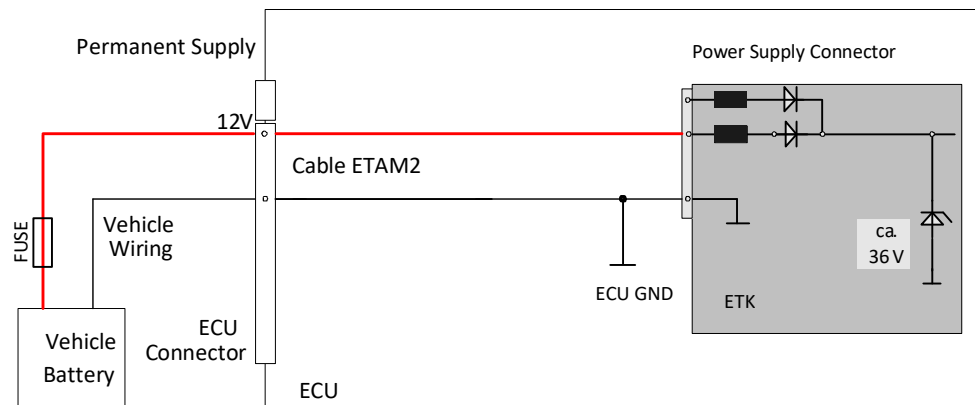 Permanent Supply
Power Supply Connector
12V
Cable ETAM2
FUSE
Vehicle
Wiring
ca.
36 V
ECU GND
ETK
ECU
Connector
Vehicle
Battery
ECU